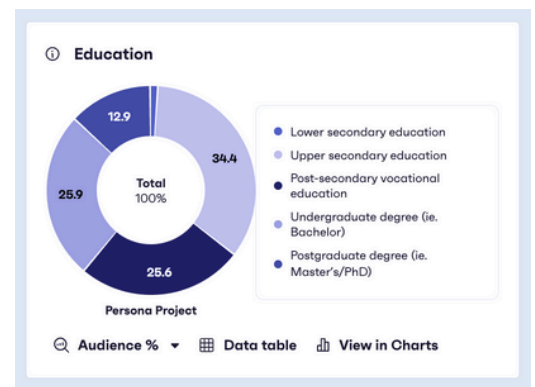 Education
12.9
34.4
25.9
Total
100%
25.6
Persona Project
Lower secondary education
Upper secondary education
Post-secondary vocational
education
Undergraduate degree (ie.
Bachelor)
Postgraduate degree (ie.
Master's/PhD)
Audience %
Data table
View in Charts